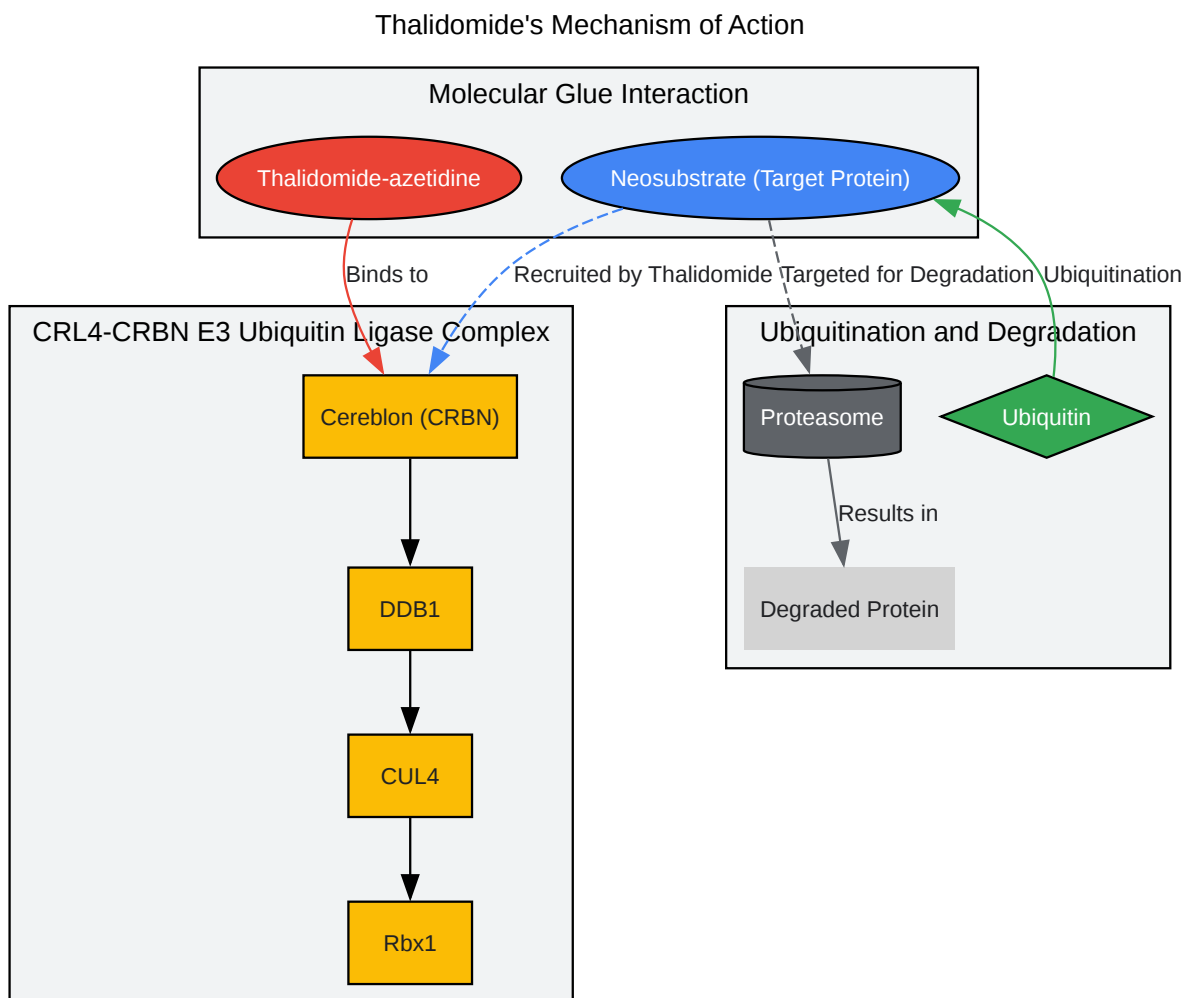 Thalidomide's Mechanism of Action
Molecular Glue Interaction
Thalidomide-azetidine
Neosubstrate (Target Protein)
Binds to
Recruited by Thalidomide
Targeted for Degradation
Ubiquitination
CRL4-CRBN E3 Ubiquitin Ligase Complex
Ubiquitination and Degradation
Cereblon (CRBN)
Proteasome
Ubiquitin
Results in
DDB1
Degraded Protein
CUL4
Rbx1